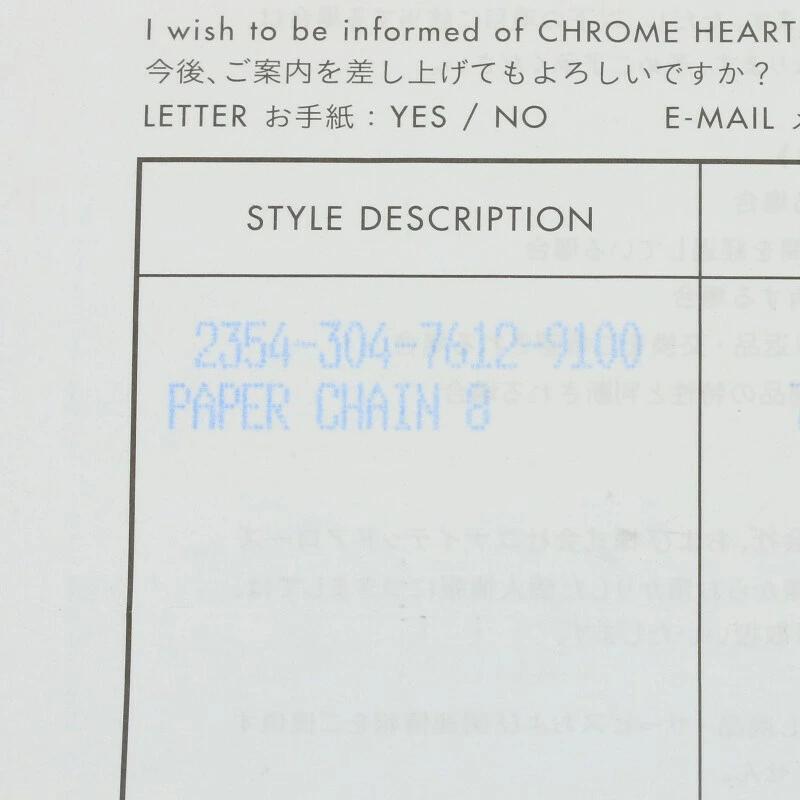 I wish to be informed of CHROME HEART
今後、ご案内を差し上げてもよろしいですか？
LETTER お手紙 : YES / NO E-MAIL
STYLE DESCRIPTION
2354-304-7612-9100
PAPER CHAIN 8